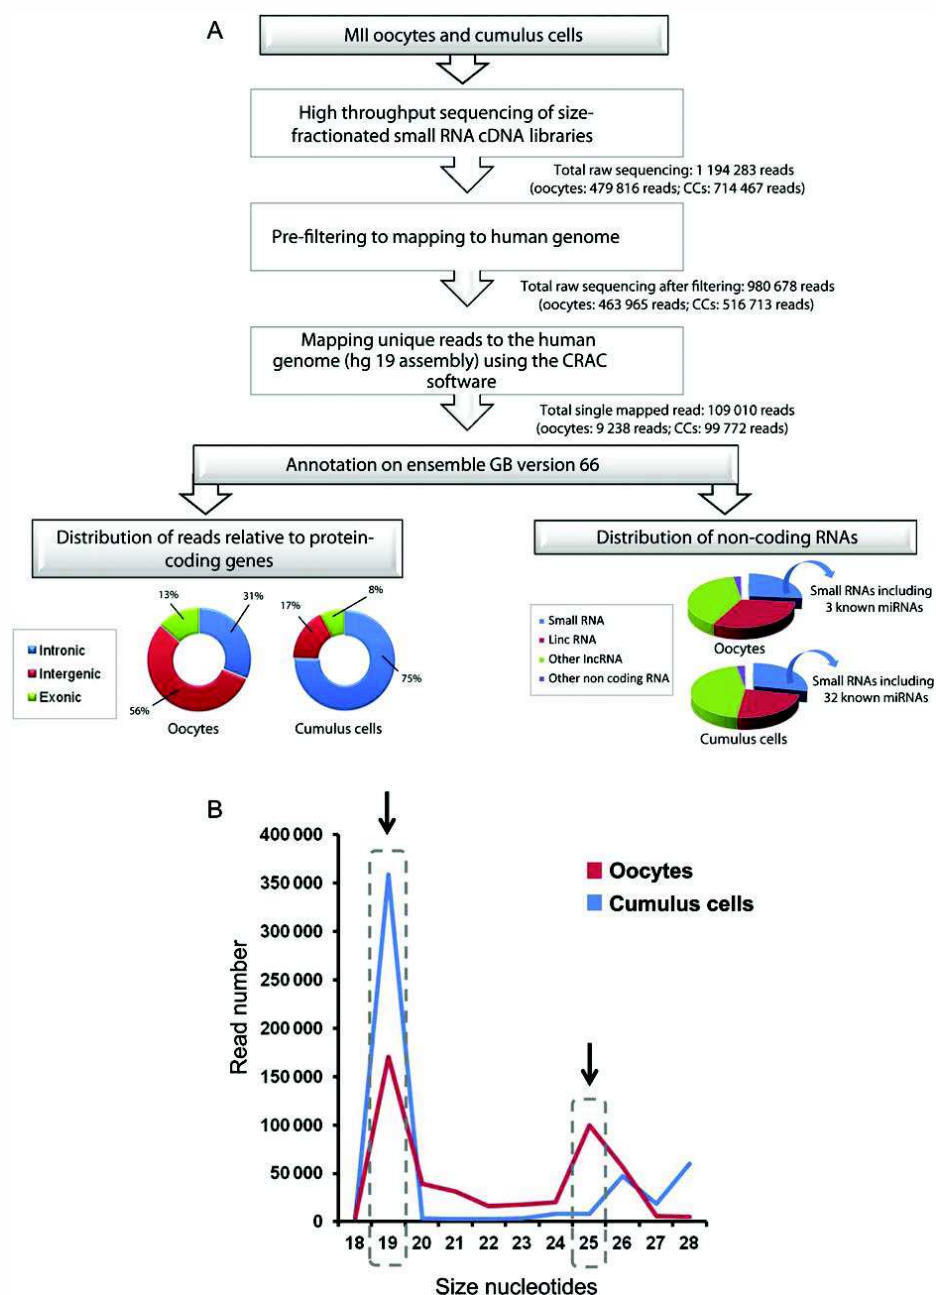 A
MII oocytes and cumulus cells
High throughput sequencing of size-
fractionated small RNA cDNA libraries
Total raw sequencing: 1 194 283 reads
(oocytes: 479 816 reads; CCs: 714 467 reads)
Pre-filtering to mapping to human genome
Total raw sequencing after filtering: 980 678 reads
(oocytes: 463 965 reads; CCs: 516 713 reads)
Mapping unique reads to the human
genome (hg 19 assembly) using the CRAC
software
Total single mapped read: 109 010 reads
(oocytes: 9 238 reads; CCs: 99 772 reads)
Annotation on ensemble GB version 66
Distribution of reads relative to protein-
coding genes
Intronic
Intergenic
Exonic
13%
31%
56%
Oocytes
17%
8%
75%
Cumulus cells
Distribution of non-coding RNAs
Small RNA
Linc RNA
Other lncRNA
Other non coding RNA
Small RNAs including
3 known miRNAs
Oocytes
Small RNAs including
32 known miRNAs
Cumulus cells
B
Read number
400 000
350 000
300 000
250 000
200 000
150 000
100 000
50 000
0
Oocytes
Cumulus cells
18 19 20 21 22 23 24 25 26 27 28
Size nucleotides